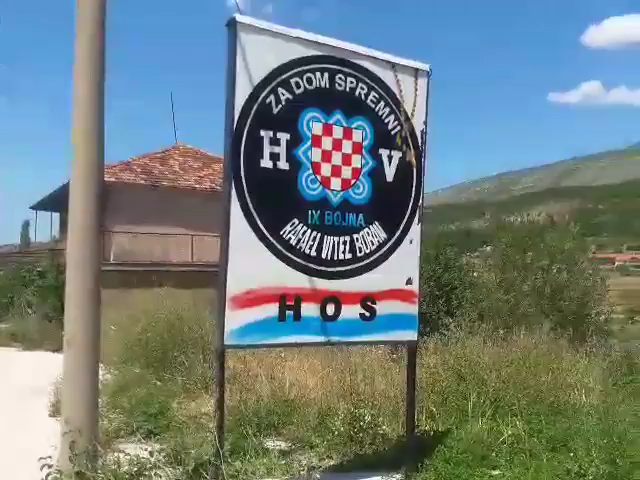 ZA DOM SPREMNI
H V
IX BOJNA
RAFAEL VITEZ BOBAN
HOS